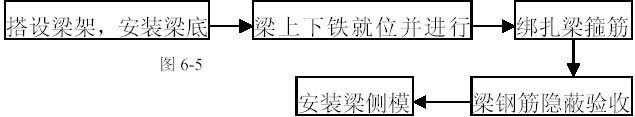 搭设梁架，安装梁底
梁上下铁就位并进行
绑扎梁箍筋
图 6-5
安装梁侧模
梁钢筋隐蔽验收